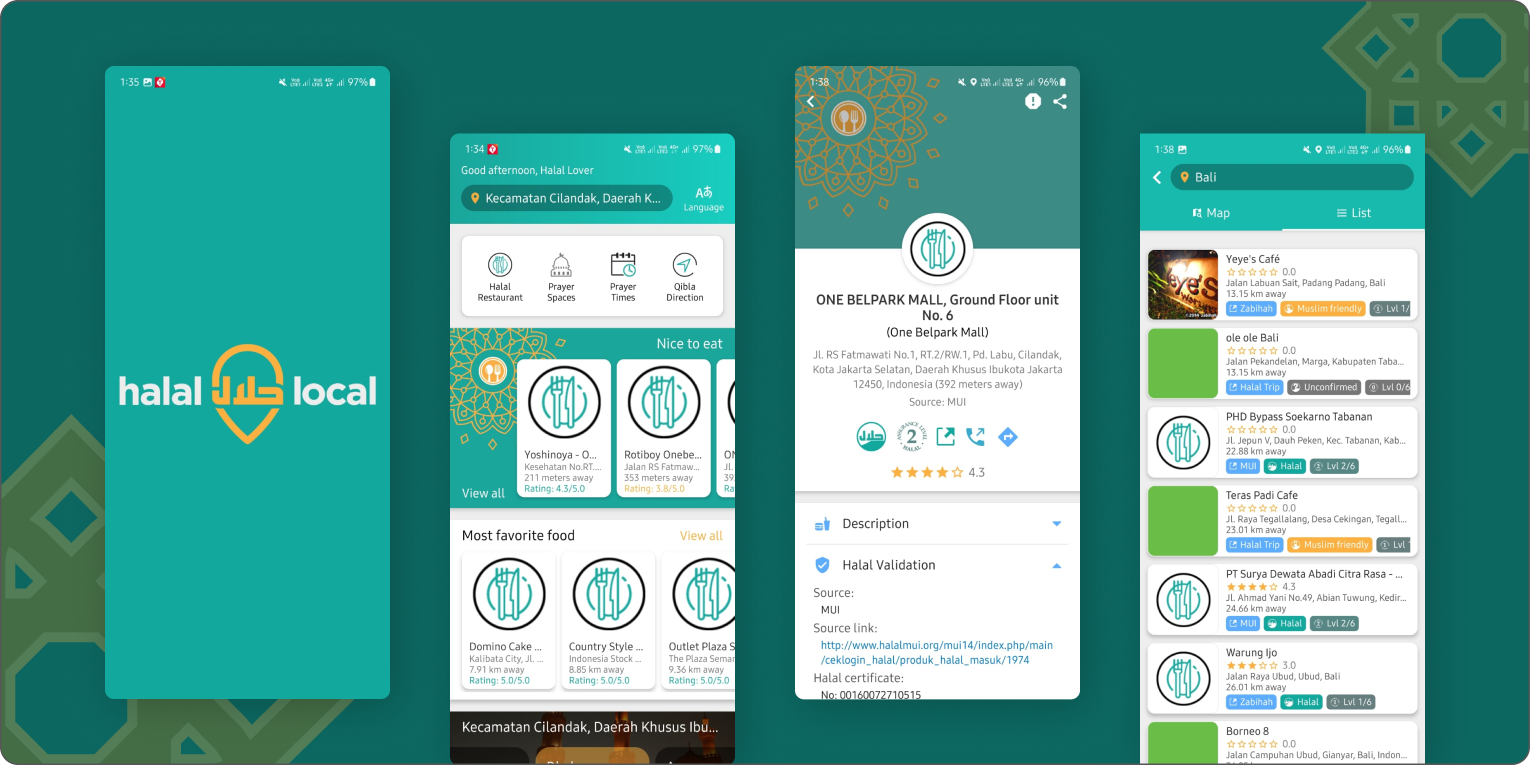 1:35
97%
halal حلال local
1:34
97%
Good afternoon, Halal Lover
Kecamatan Cilandak, Daerah K...
Aあ
Language
Halal
Restaurant
Prayer
Spaces
Prayer
Times
Qibla
Direction
Nice to eat
Yoshinoya - O...
Kesehatan No.RT....
211 meters away
Rating: 4.3/5.0
Rotiboy Onebe...
Jalan RS Fatmaw...
353 meters away
Rating: 3.8/5.0
ON
Jl.
39
Ra
View all
Most favorite food
View all
Domino Cake ...
Kalibata City, Jl. ...
7.91 km away
Rating: 5.0/5.0
Country Style ...
Indonesia Stock ...
8.85 km away
Rating: 5.0/5.0
Outlet Plaza S
The Plaza Semar
9.36 km away
Rating: 5.0/5.0
Kecamatan Cilandak, Daerah Khusus Ibu...
1:38
96%
ONE BELPARK MALL, Ground Floor unit
No. 6
(One Belpark Mall)
Jl. RS Fatmawati No.1, RT.2/RW.1, Pd. Labu, Cilandak,
Kota Jakarta Selatan, Daerah Khusus Ibukota Jakarta
12450, Indonesia (392 meters away)
Source: MUI
حلال
ASSURANCE LEVEL
2
HALAL
4.3
Description
Halal Validation
Source:
MUI
Source link:
http://www.halalmui.org/mui14/index.php/main
/ceklogin_halal/produk_halal_masuk/1974
Halal certificate:
No: 00160072710515
1:38
96%
Bali
Map
List
Yeye's Café
0.0
Jalan Labuan Sait, Padang Padang, Bali
13.15 km away
Zabihah
Muslim friendly
Lvl 1/
ole ole Bali
0.0
Jalan Pekandelan, Marga, Kabupaten Taba...
13.15 km away
Halal Trip
Unconfirmed
Lvl 0/6
PHD Bypass Soekarno Tabanan
0.0
Jl. Jepun V, Dauh Peken, Kec. Tabanan, Kab...
22.88 km away
MUI
Halal
Lvl 2/6
Teras Padi Cafe
0.0
Jl. Raya Tegallalang, Desa Cekingan, Tegall...
23.01 km away
Halal Trip
Muslim friendly
Lvl
PT Surya Dewata Abadi Citra Rasa - ...
4.3
Jl. Ahmad Yani No.49, Abian Tuwung, Kedir...
24.66 km away
MUI
Halal
Lvl 2/6
Warung Ijo
3.0
Jalan Raya Ubud, Ubud, Bali
26.01 km away
Zabihah
Halal
Lvl 1/6
Borneo 8
0.0
Jalan Campuhan Ubud, Gianyar, Bali, Indon...